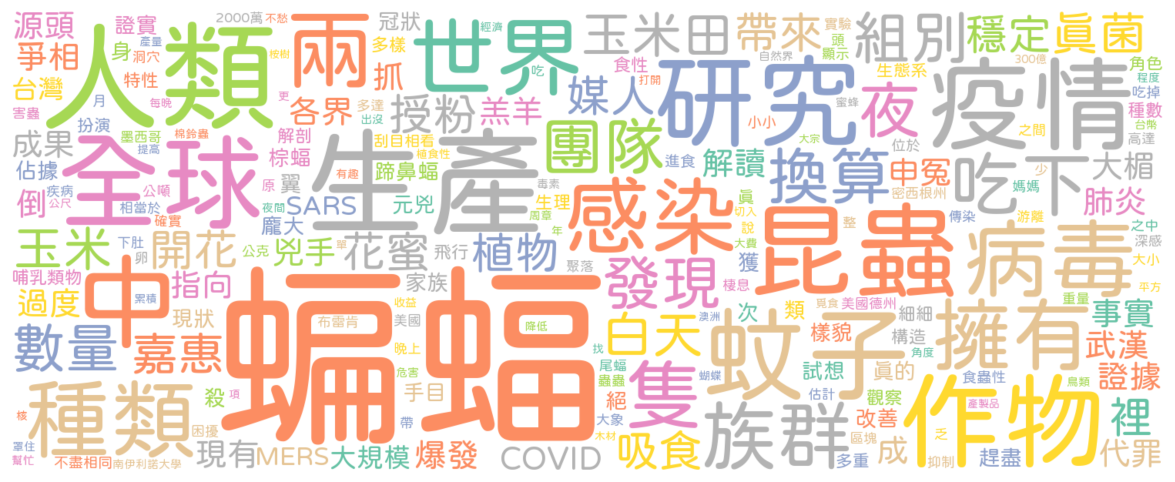 源頭
證實
2000萬
不愁
冠狀
人類
兩
世界
玉米田
帶來
組別
穩定
真菌
爭相
身
產量
洞穴
按樹
經濟
多樣
抓
吃
食性
實驗
頭
顯示
自然界
打開
生態系
300億
角色
程度
吃掉
台灣
特性
害蟲
月
扮演
每晚
更
各界
多達
出沒
授粉
羔羊
媒人
研究
夜
疫情
種數
台幣
高達
成果
墨西哥
提高
棉鈴蟲
解剖
刮目相看
植食性
團隊
進食
蜜蜂
小小
大宗
位於
之間
少
大楣
佔據
全球
棕蝠
有趣
蹄鼻蝠
毒素
解讀
換算
申冤
密西根州
吃下
媽媽
肺炎
倒
疾病
公尺
公噸
原
翼
生產
生理
周章
元兇
感染
真
切入
說
整
傳染
游離
之中
深感
相當於
確實
夜間
SARS
龐大
年
大費
昆蟲
病毒
大小
平方
玉米
下肚
卵
開花
公克
兇手
單
花蜜
飛行
植物
聚落
發現
獲
棲息
哺乳類物
累積
中
指向
家族
蝙蝠
覓食
美國德州
類
次
細細
擁有
重量
事實
過度
現狀
收益
布雷肯
美國
降低
澳洲
白天
蚊子
樣貌
構造
角度
武漢
數量
嘉惠
晚上
危害
找
尾蝠
蟲蟲
蝴蝶
試想
估計
真的
食蟲性
鳥類
證據
種類
殺
項
手目
帶
絕
大象
隻
族群
觀察
改善
產製品
作物
裡
核
罩住
幫忙
困擾
不盡相同
南伊利諾大學
現有
MERS
大規模
爆發
COVID
木材
吸食
區塊
多重
成
乏
抑制
趕盡
代罪